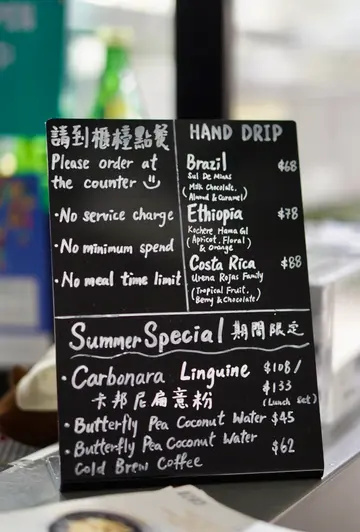 請到櫃檯點餐
Please order at
the counter
·No service charge
·No minimum spend
·No meal time limit
HAND DRIP
Brazil $68
Sul De Minas
(Milk Chocolate,
Almond & Caramel)
Ethiopia $78
Kochere Hama G1
(Apricot, Floral)
& Orange
Costa Rica $88
Urena Rojas Family
(Tropical Fruit,
Berry & Chocolate)
Summer Special 期間限定
·Carbonara Linguine $108/
卡邦尼扁意粉 $133
(Lunch Set)
·Butterfly Pea Coconut Water $45
·Butterfly Pea Coconut Water $62
Cold Brew Coffee